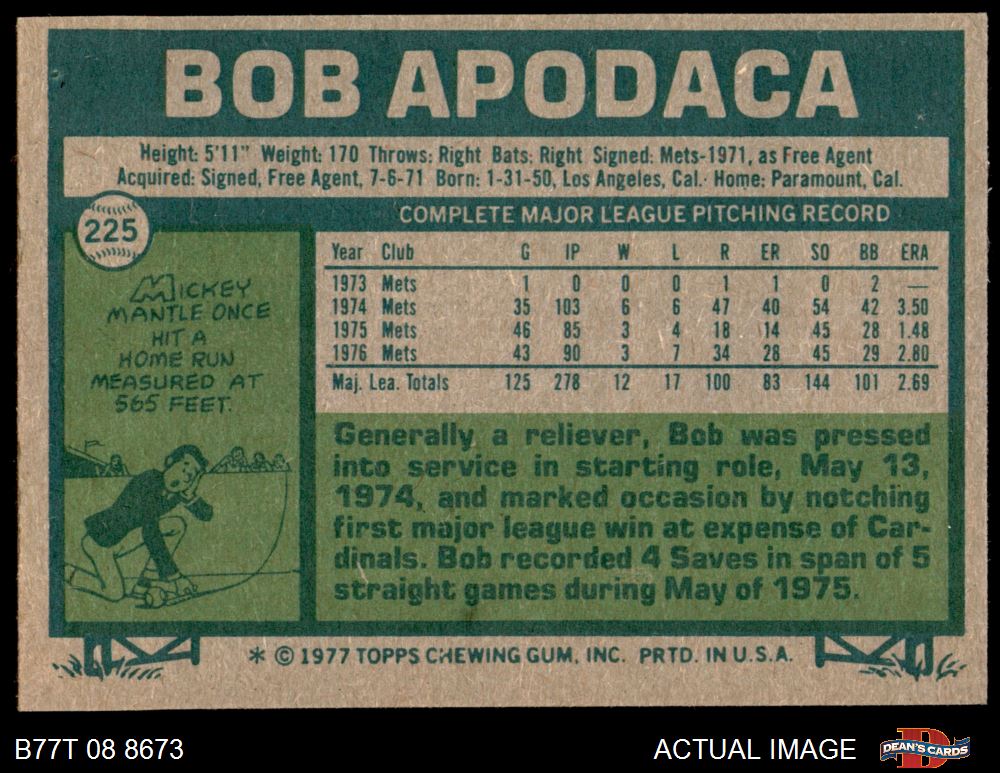 BOB APODACA
Height: 5'11" Weight: 170 Throws: Right Bats: Right Signed: Mets-1971, as Free Agent
Acquired: Signed, Free Agent, 7-6-71 Born: 1-31-50, Los Angeles, Cal. Home: Paramount, Cal.
225
COMPLETE MAJOR LEAGUE PITCHING RECORD
Year Club G IP W L R ER SO BB ERA
1973 Mets 1 0 0 0 1 1 0 2 —
1974 Mets 35 103 6 6 47 40 54 42 3.50
1975 Mets 46 85 3 4 18 14 45 28 1.48
1976 Mets 43 90 3 7 34 28 45 29 2.80
Maj. Lea. Totals 125 278 12 17 100 83 144 101 2.69
MICKEY
MANTLE ONCE
HIT A
HOME RUN
MEASURED AT
565 FEET.
Generally a reliever, Bob was pressed
into service in starting role, May 13,
1974, and marked occasion by notching
first major league win at expense of Car-
dinals. Bob recorded 4 Saves in span of 5
straight games during May of 1975.
* © 1977 TOPPS CHEWING GUM, INC. PRTD. IN U.S.A.
B77T 08 8673
ACTUAL IMAGE
DEAN'S CARDS